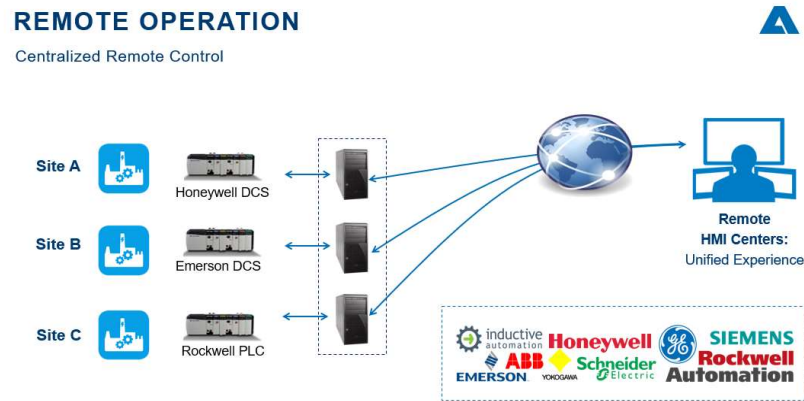 REMOTE OPERATION
Centralized Remote Control
Site A
Honeywell DCS
Site B
Emerson DCS
Site C
Rockwell PLC
Remote
HMI Centers:
Unified Experience
inductive
automation
Honeywell
GE
SIEMENS
EMERSON
ABB
YOKOGAWA
Schneider
Electric
Rockwell
Automation